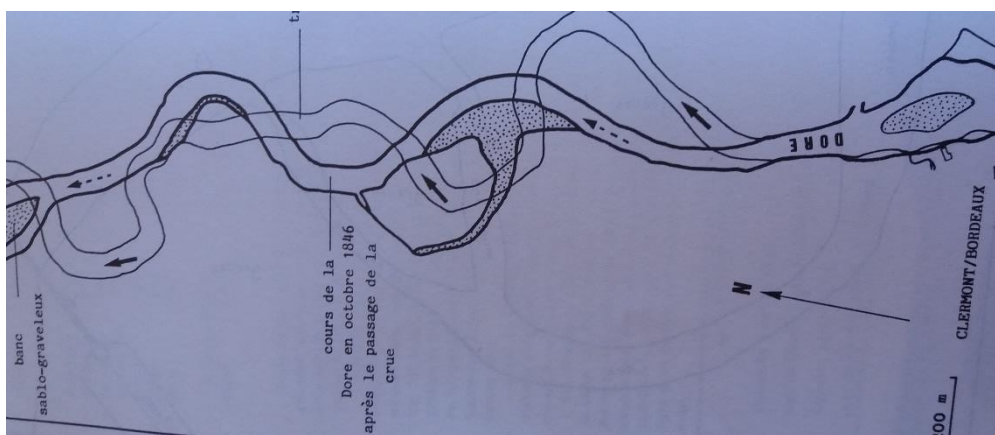 banc
sablo-graveleux
cours de la
Dore en octobre 1846
après le passage de la
crue
DORE
N
CLERMONT/BORDEAUX